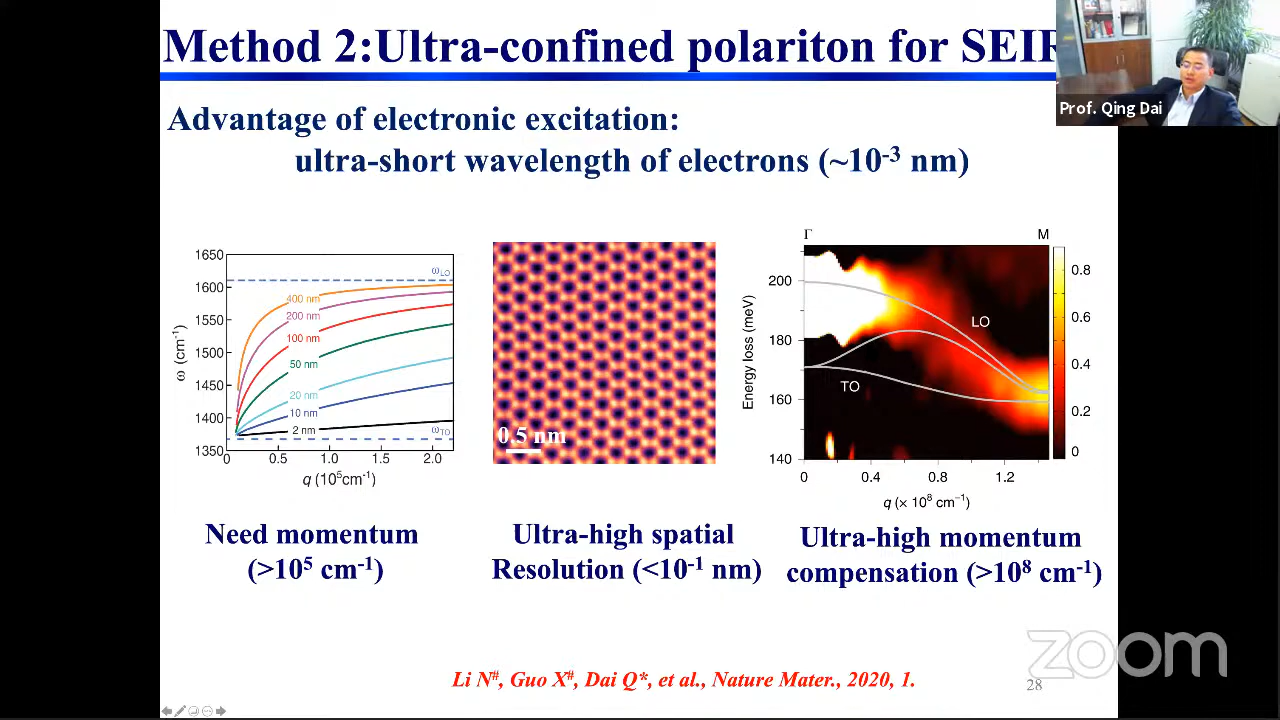 Method 2:Ultra-confined polariton for SEIR
Prof. Qing Dai
Advantage of electronic excitation:
ultra-short wavelength of electrons (~10-3 nm)
1650
1600
1550
1500
1450
1400
1350
ω (cm-1)
ωLO
400 nm
200 nm
100 nm
50 nm
20 nm
10 nm
2 nm
ωTO
0 0.5 1.0 1.5 2.0
q (105cm-1)
0.5 nm
Γ M
200
180
160
140
Energy loss (meV)
LO
TO
0 0.4 0.8 1.2
q (× 108 cm-1)
0.8
0.6
0.4
0.2
0
Need momentum
(>105 cm-1)
Ultra-high spatial
Resolution (<10-1 nm)
Ultra-high momentum
compensation (>108 cm-1)
zoom
Li N#, Guo X#, Dai Q*, et al., Nature Mater., 2020, 1.
28